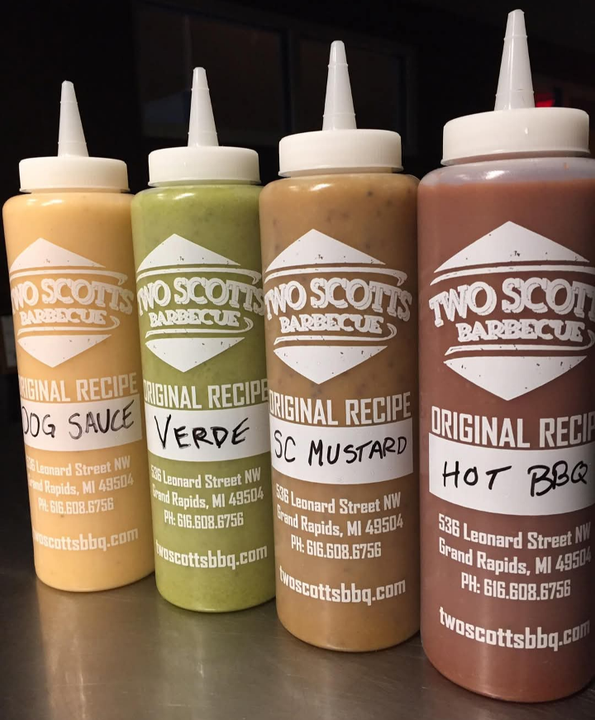 TWO SCOTTS
BARBECUE
ORIGINAL RECIPE
DOG SAUCE
536 Leonard Street NW
Grand Rapids, MI 49504
PH: 616.608.6756
twoscottsbbq.com
TWO SCOTTS
BARBECUE
ORIGINAL RECIPE
VERDE
536 Leonard Street NW
Grand Rapids, MI 49504
PH: 616.608.6756
twoscottsbbq.com
TWO SCOTTS
BARBECUE
ORIGINAL RECIPE
SC MUSTARD
536 Leonard Street NW
Grand Rapids, MI 49504
PH: 616.608.6756
twoscottsbbq.com
TWO SCOTT
BARBECUE
ORIGINAL RECIP
HOT BBQ
536 Leonard Street NW
Grand Rapids, MI 49504
PH: 616.608.6756
twoscottsbbq.com